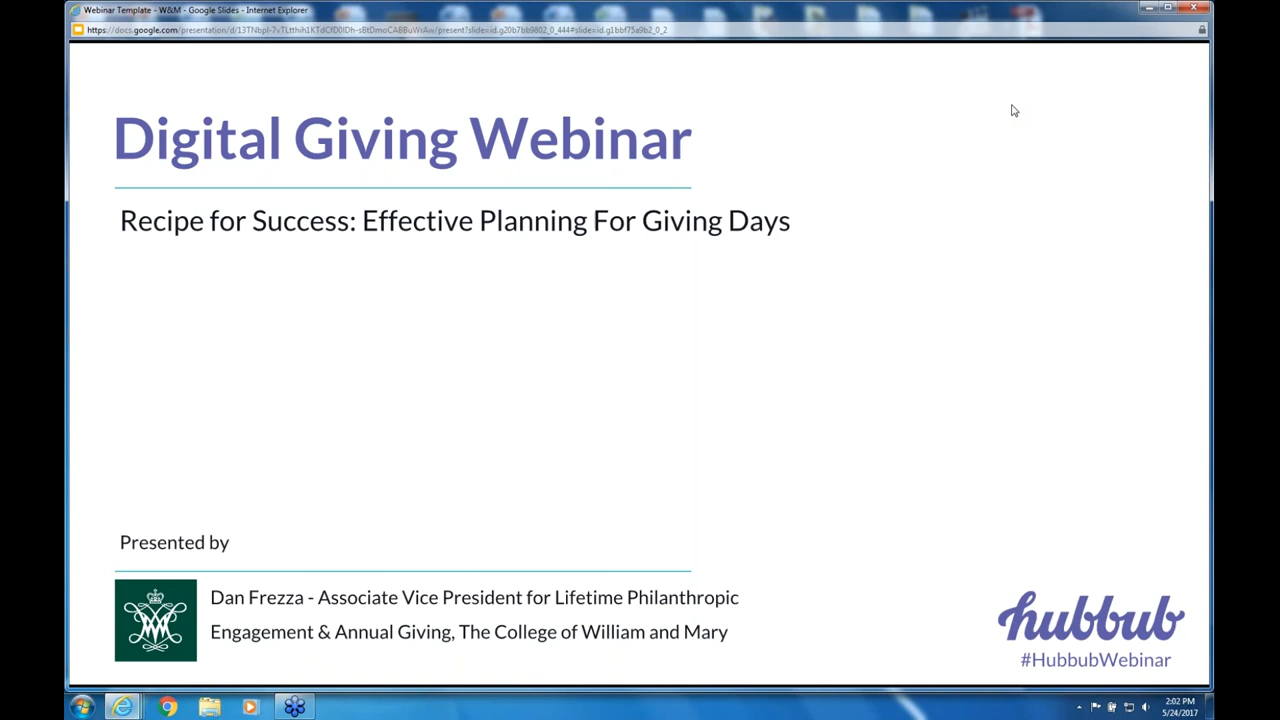 Webinar Template - W&M - Google Slides - Internet Explorer
Digital Giving Webinar
Recipe for Success: Effective Planning For Giving Days
Presented by
Dan Frezza - Associate Vice President for Lifetime Philanthropic
Engagement & Annual Giving, The College of William and Mary
hubbub
#HubbubWebinar
2:02 PM
5/24/2017